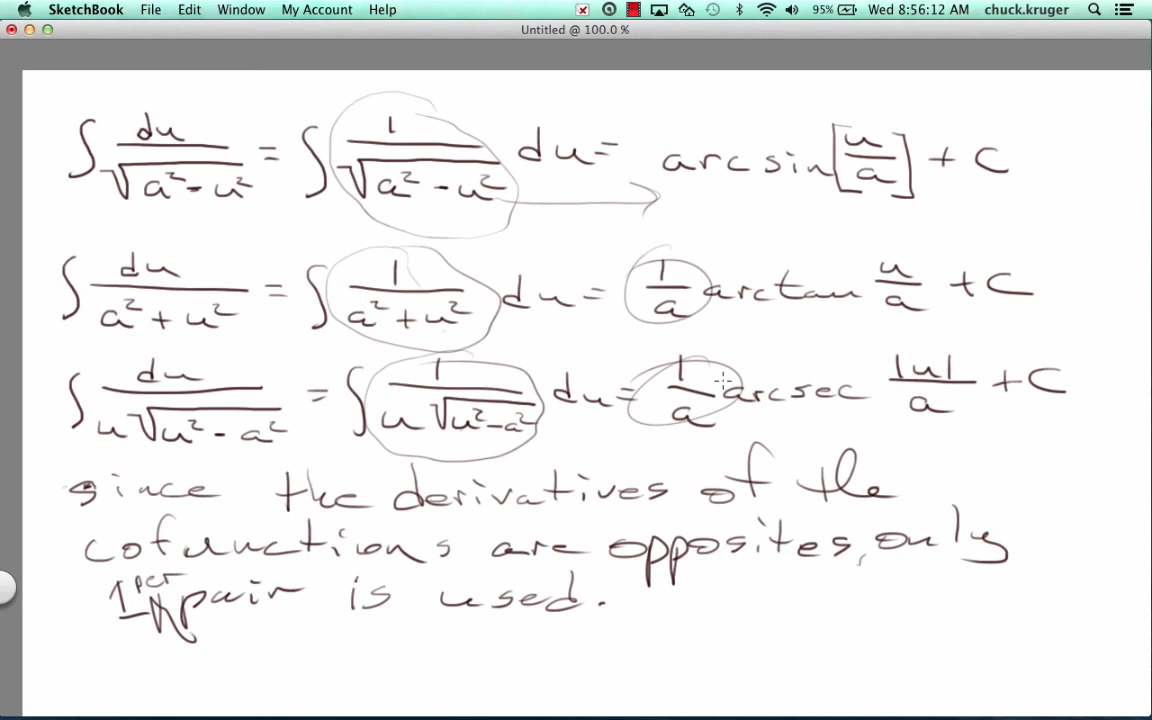 SketchBook File Edit Window My Account Help 95% Wed 8:56:12 AM chuck.kruger
Untitled @ 100.0 %
∫ du/√(a² - u²) = ∫ 1/√(a² - u²) du = arcsin[u/a] + C
∫ du/(a² + u²) = ∫ 1/(a² + u²) du = 1/a arctan u/a + C
∫ du/(u√(u² - a²)) = ∫ 1/(u√(u² - a²)) du = 1/a arcsec |u|/a + C
since the derivatives of the
cofunctions are opposites, only
1 per pair is used.